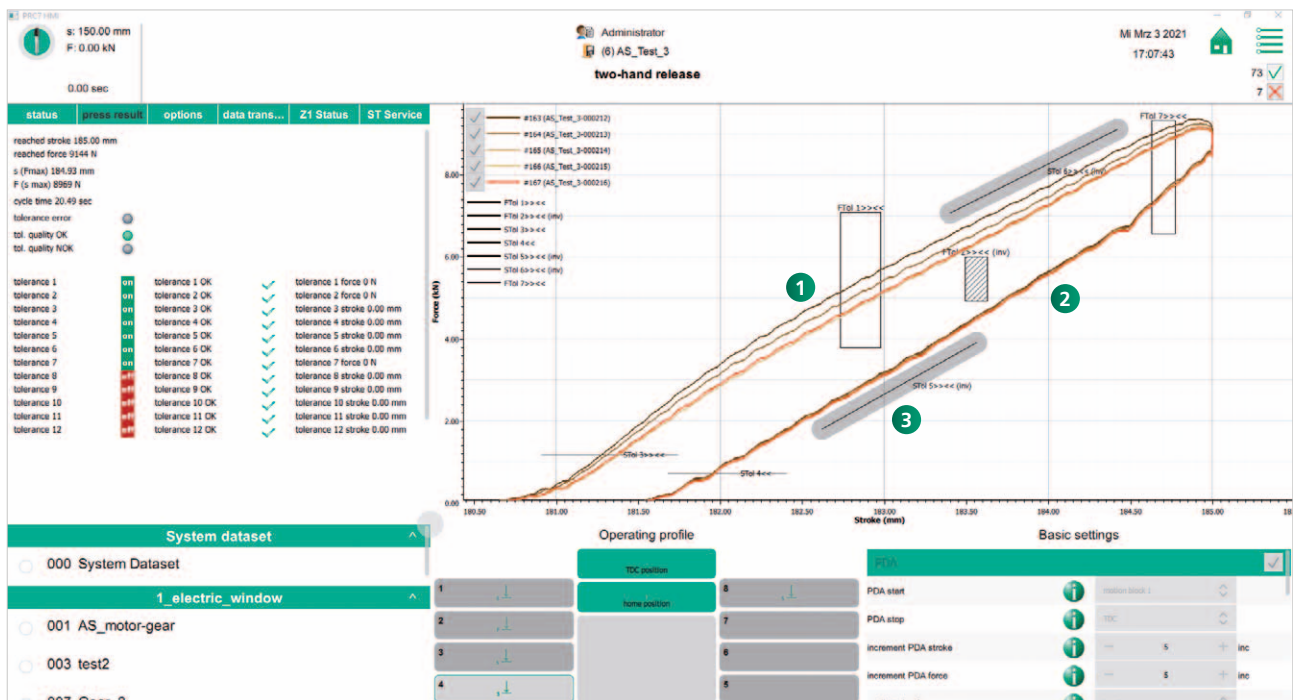 PRC7 HMI
s: 150.00 mm
F: 0.00 kN
0.00 sec
Administrator
(6) AS_Test_3
two-hand release
Mi Mrz 3 2021
17:07:43
73
7
status press result options data trans... Z1 Status ST Service
reached stroke 185.00 mm
reached force 9144 N
s (Fmax) 184.93 mm
F (s max) 8969 N
cycle time 20.49 sec
tolerance error
tol. quality OK
tol. quality NOK
tolerance 1 on tolerance 1 OK tolerance 1 force 0 N
tolerance 2 on tolerance 2 OK tolerance 2 force 0 N
tolerance 3 on tolerance 3 OK tolerance 3 stroke 0.00 mm
tolerance 4 on tolerance 4 OK tolerance 4 stroke 0.00 mm
tolerance 5 on tolerance 5 OK tolerance 5 stroke 0.00 mm
tolerance 6 on tolerance 6 OK tolerance 6 stroke 0.00 mm
tolerance 7 on tolerance 7 OK tolerance 7 force 0 N
tolerance 8 off tolerance 8 OK tolerance 8 stroke 0.00 mm
tolerance 9 off tolerance 9 OK tolerance 9 stroke 0.00 mm
tolerance 10 off tolerance 10 OK tolerance 10 stroke 0.00 mm
tolerance 11 off tolerance 11 OK tolerance 11 stroke 0.00 mm
tolerance 12 off tolerance 12 OK tolerance 12 stroke 0.00 mm
#163 (AS_Test_3-000212)
#164 (AS_Test_3-000213)
#165 (AS_Test_3-000214)
#166 (AS_Test_3-000215)
#167 (AS_Test_3-000216)
FTol 1>><<
FTol 2>><< (inv)
STol 3>><<
STol 4<<
STol 5>><< (inv)
STol 6>><< (inv)
FTol 7>><<
FTol 7>><<
STol 6>><< (inv)
FTol 1>><<
FTol 2>><< (inv)
1
2
STol 5>><< (inv)
3
STol 3>><<
STol 4<<
Force (kN)
8.00
6.00
4.00
2.00
0.00
180.50 181.00 181.50 182.00 182.50 183.00 183.50 184.00 184.50 185.00 18
Stroke (mm)
System dataset
000 System Dataset
1_electric_window
001 AS_motor-gear
003 test2
Operating profile
TDC position
home position
1
2
3
4
8
7
6
5
Basic settings
PDA
PDA start motion block 1
PDA stop TDC
increment PDA stroke 5 inc
increment PDA force 5 inc